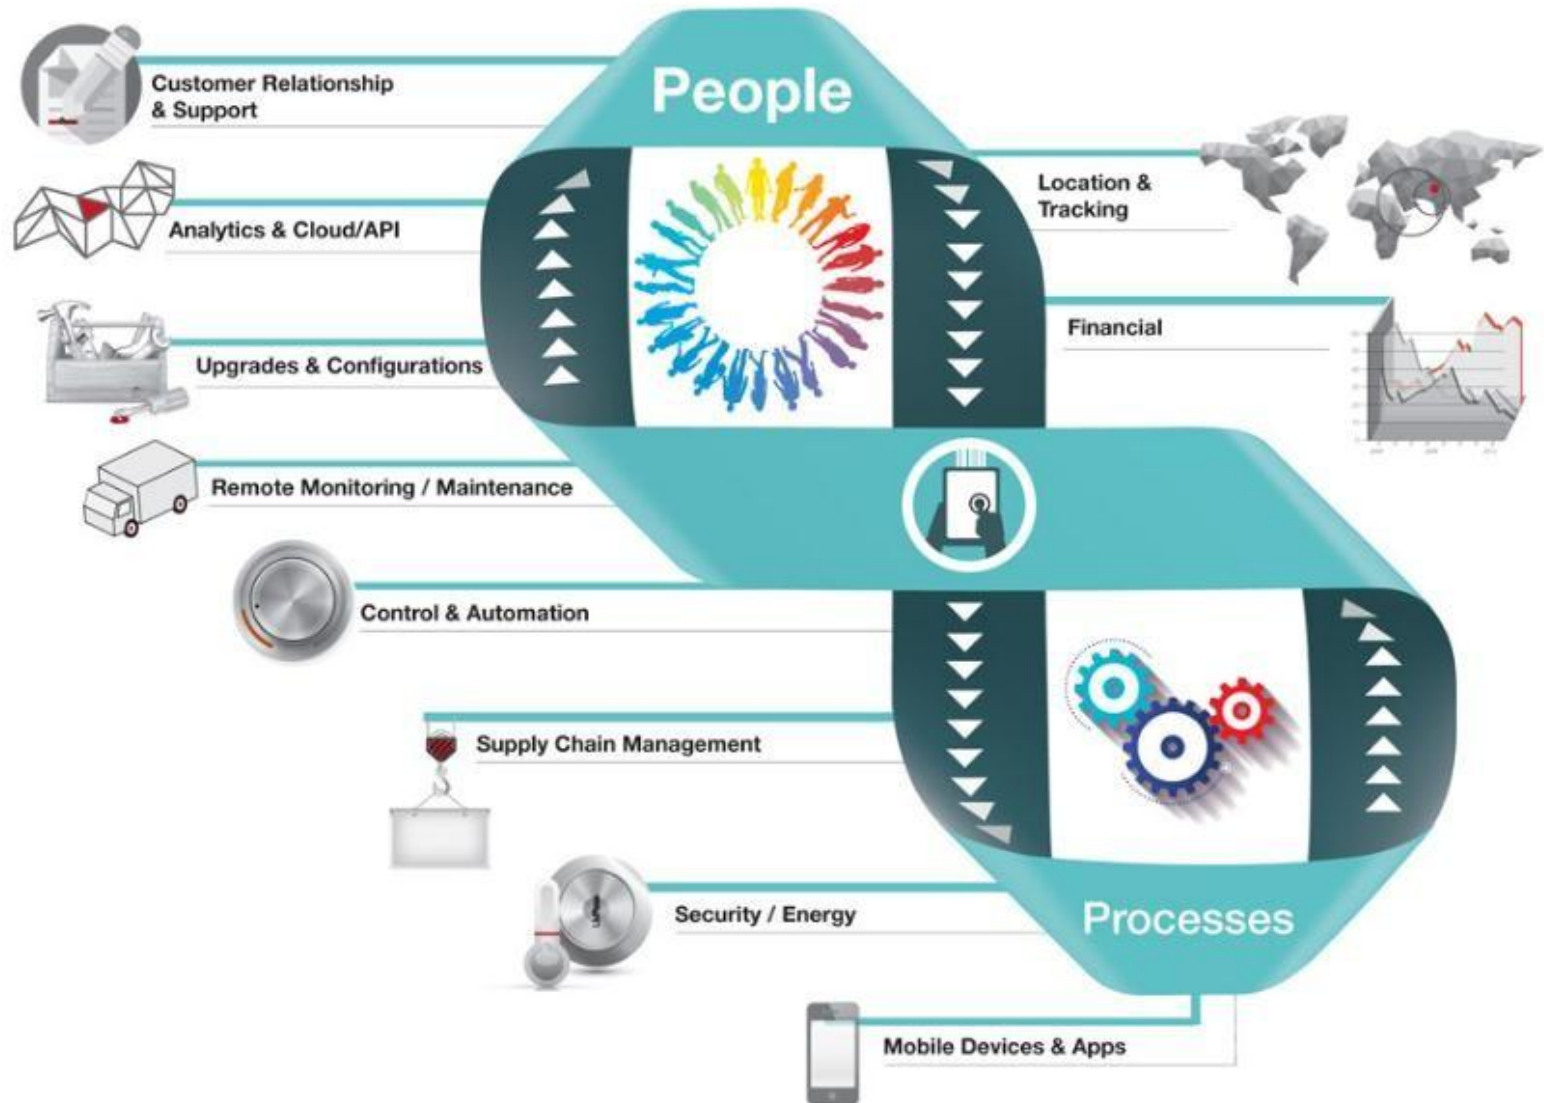 People
Customer Relationship
& Support
Location &
Tracking
Analytics & Cloud/API
Financial
Upgrades & Configurations
Remote Monitoring / Maintenance
Control & Automation
Supply Chain Management
Security / Energy
Processes
Mobile Devices & Apps